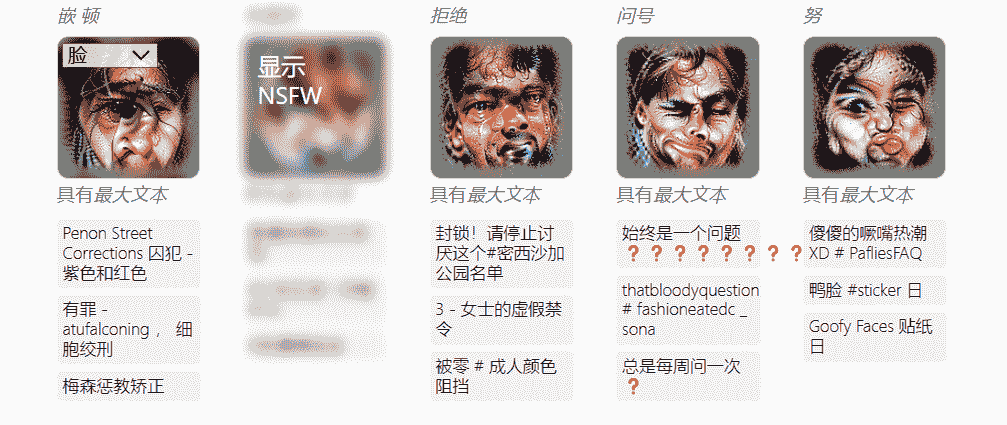 嵌 顿
脸
具有最大文本
Penon Street
Corrections 囚犯 -
紫色和红色
有罪 -
atufalconing ， 细
胞绞刑
梅森惩教矫正
显示
NSFW
拒绝
具有最大文本
封锁！请停止讨
厌这个#密西沙加
公园名单
3 - 女士的虚假禁
令
被零 # 成人颜色
阻挡
问号
具有最大文本
始终是一个问题
❓❓❓❓❓❓❓❓
thatbloodyquestion
# fashioneatedc _
sona
总是每周问一次
❓
努
具有最大文本
傻傻的噘嘴热潮
XD # PafliesFAQ
鸭脸 #sticker 日
Goofy Faces 贴纸
日